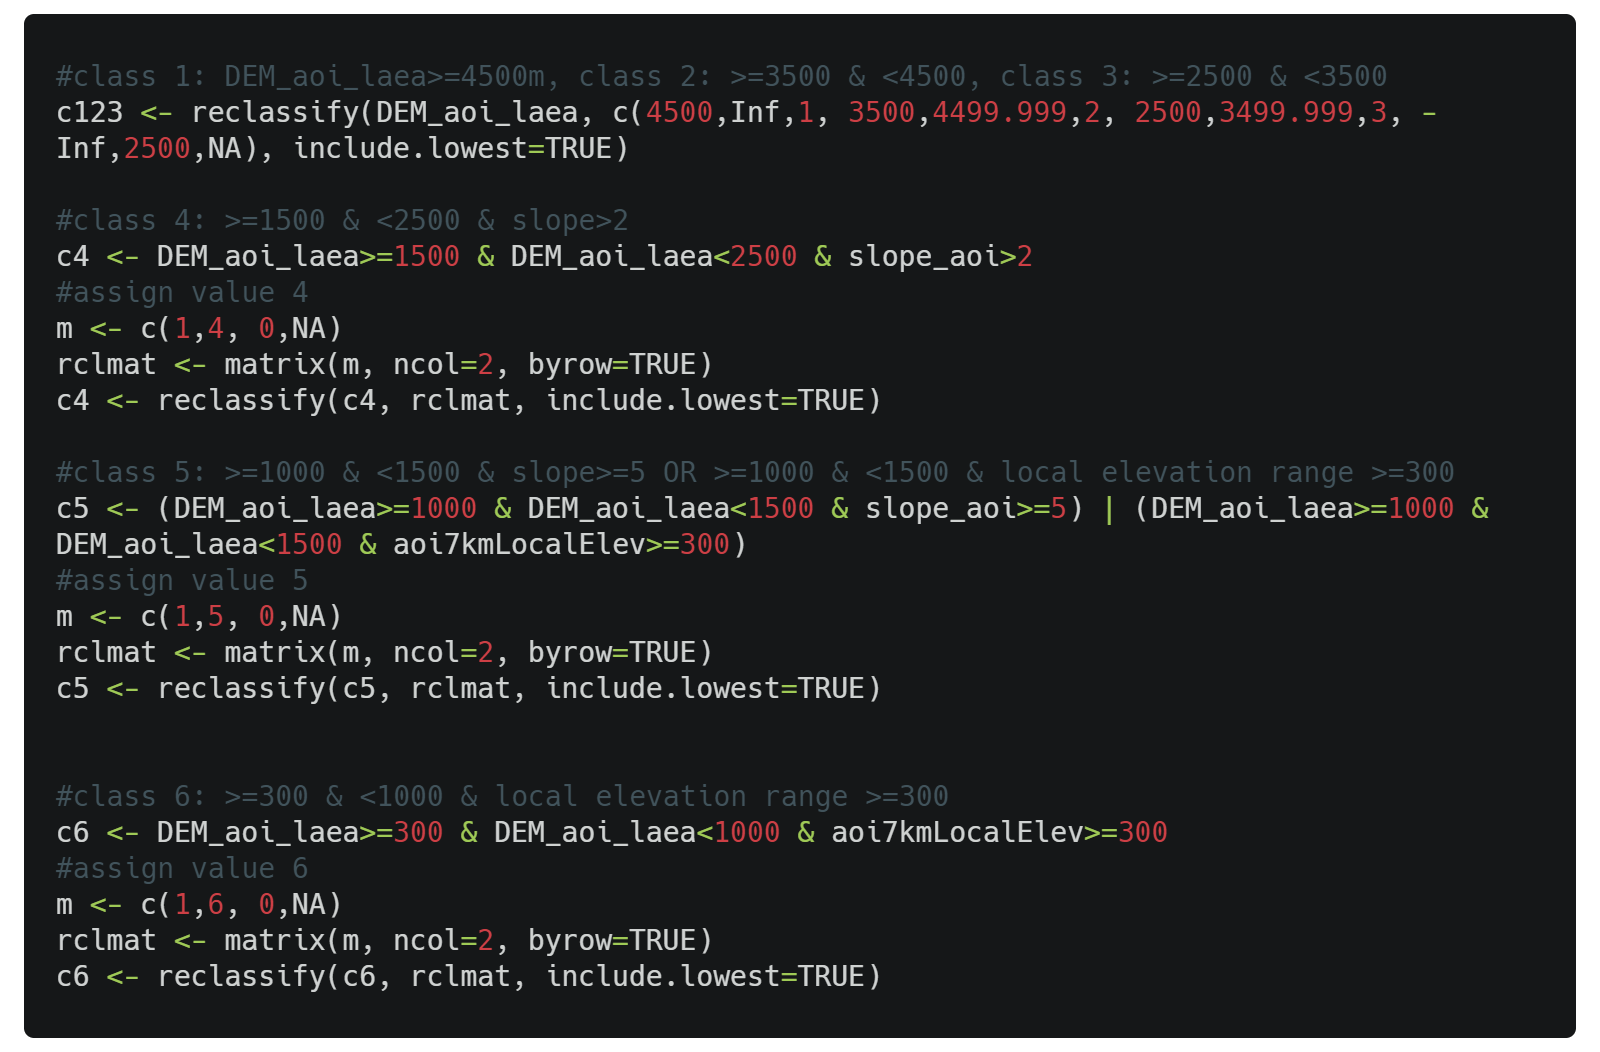 #class 1: DEM_aoi_laea>=4500m, class 2: >=3500 & <4500, class 3: >=2500 & <3500
c123 <- reclassify(DEM_aoi_laea, c(4500,Inf,1, 3500,4499.999,2, 2500,3499.999,3, -
Inf,2500,NA), include.lowest=TRUE)
#class 4: >=1500 & <2500 & slope>2
c4 <- DEM_aoi_laea>=1500 & DEM_aoi_laea<2500 & slope_aoi>2
#assign value 4
m <- c(1,4, 0,NA)
rclmat <- matrix(m, ncol=2, byrow=TRUE)
c4 <- reclassify(c4, rclmat, include.lowest=TRUE)
#class 5: >=1000 & <1500 & slope>=5 OR >=1000 & <1500 & local elevation range >=300
c5 <- (DEM_aoi_laea>=1000 & DEM_aoi_laea<1500 & slope_aoi>=5) | (DEM_aoi_laea>=1000 &
DEM_aoi_laea<1500 & aoi7kmLocalElev>=300)
#assign value 5
m <- c(1,5, 0,NA)
rclmat <- matrix(m, ncol=2, byrow=TRUE)
c5 <- reclassify(c5, rclmat, include.lowest=TRUE)
#class 6: >=300 & <1000 & local elevation range >=300
c6 <- DEM_aoi_laea>=300 & DEM_aoi_laea<1000 & aoi7kmLocalElev>=300
#assign value 6
m <- c(1,6, 0,NA)
rclmat <- matrix(m, ncol=2, byrow=TRUE)
c6 <- reclassify(c6, rclmat, include.lowest=TRUE)